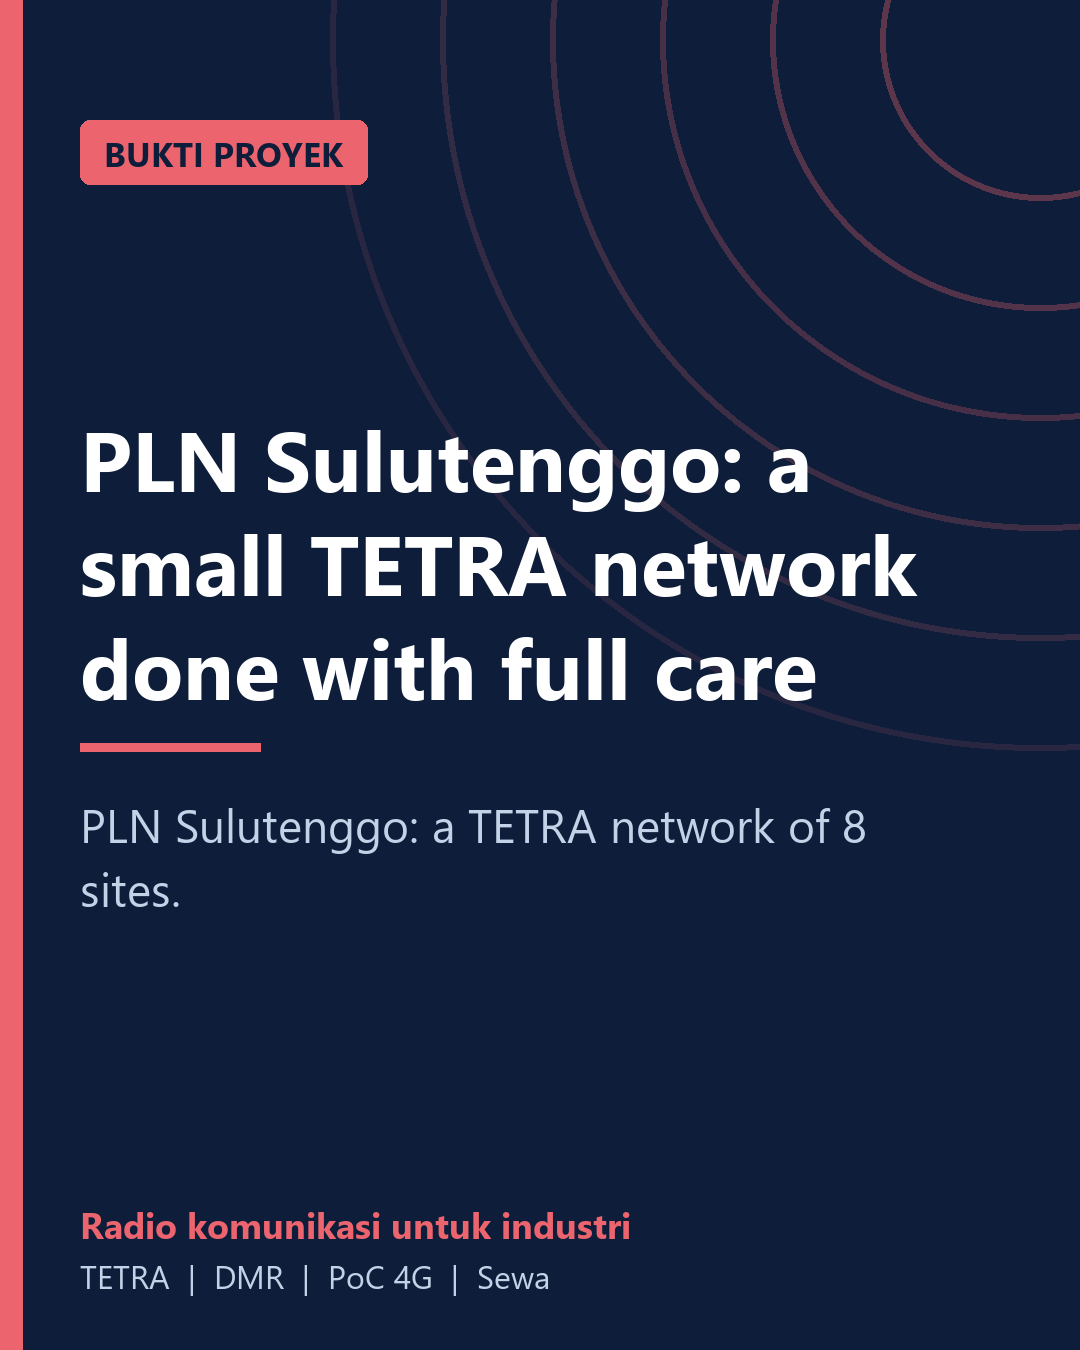 BUKTI PROYEK
PLN Sulutenggo: a
small TETRA network
done with full care
PLN Sulutenggo: a TETRA network of 8
sites.
Radio komunikasi untuk industri
TETRA | DMR | PoC 4G | Sewa